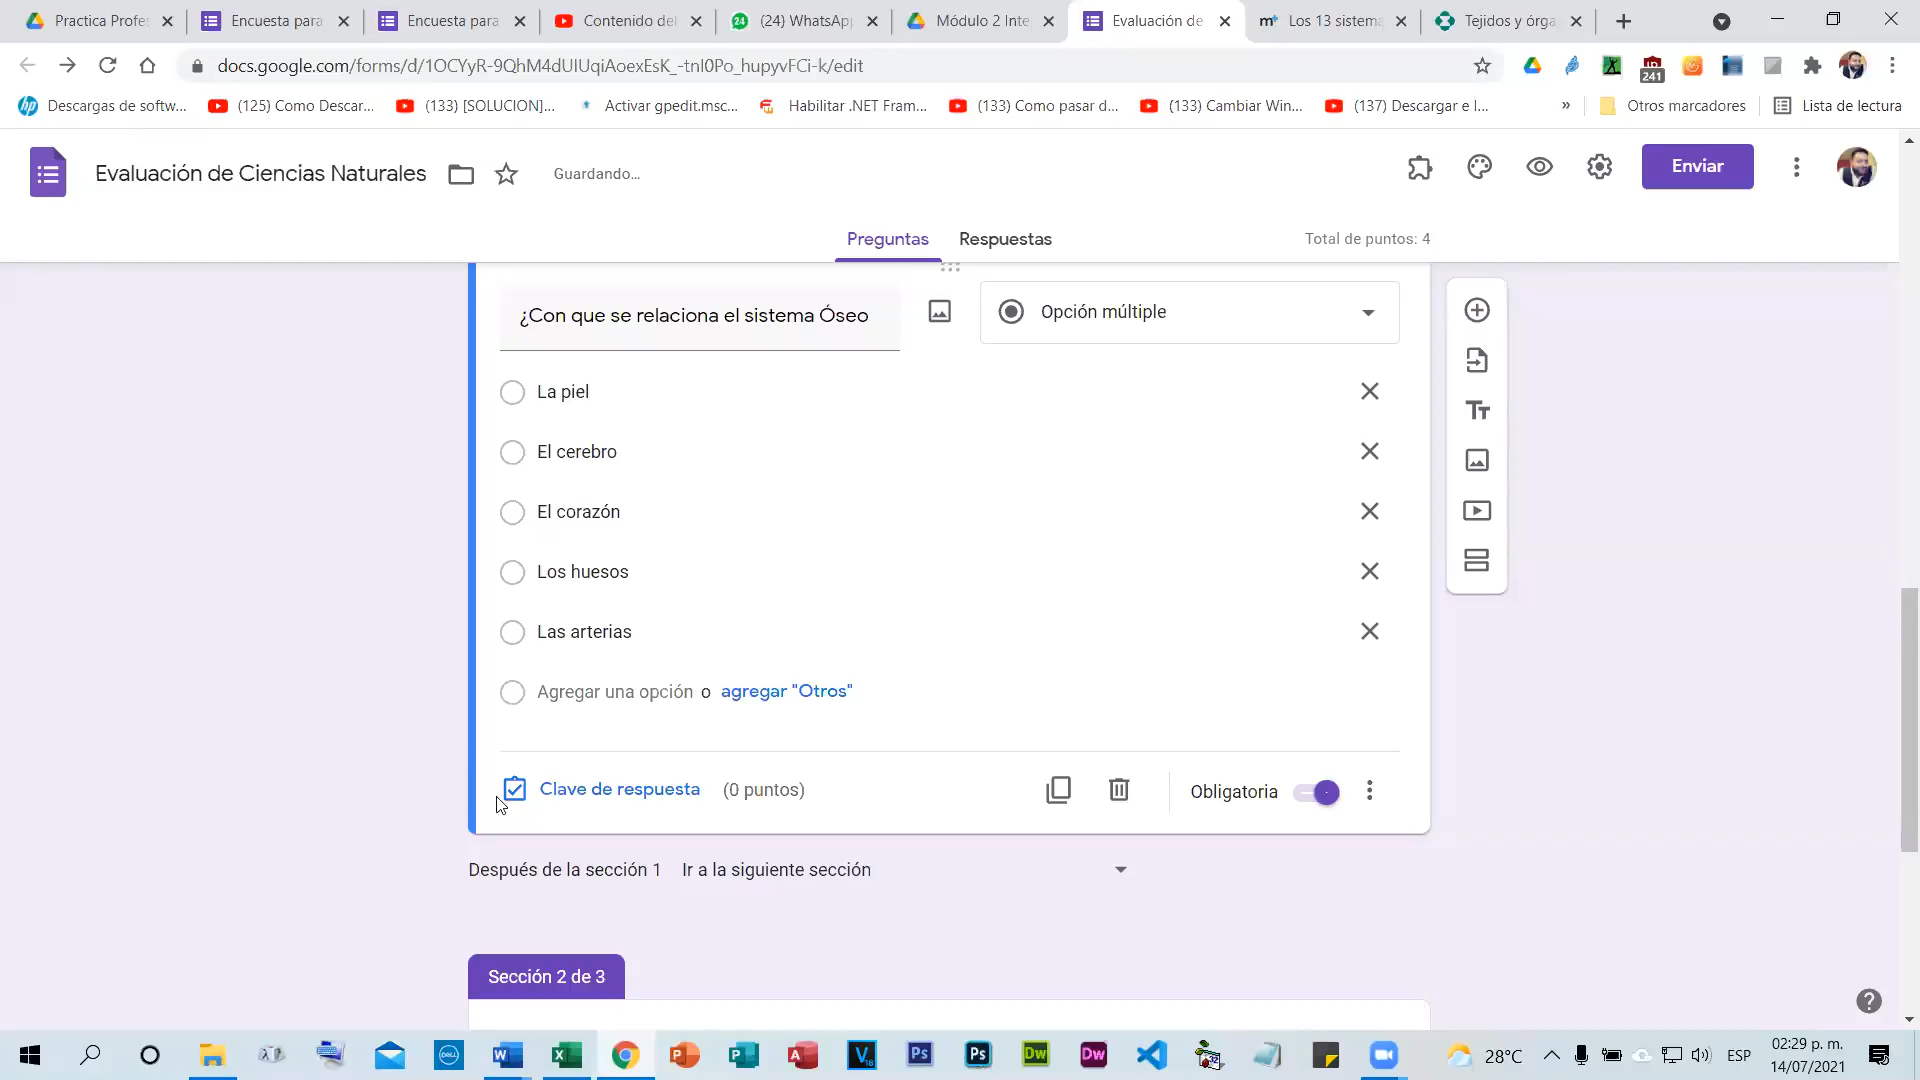 Practica Profes
Encuesta para
Encuesta para
Contenido del
(24) WhatsApp
Módulo 2 Inte
Evaluación de
Los 13 sistema
Tejidos y órga
docs.google.com/forms/d/1OCYyR-9QhM4dUIUqiAoexEsK_-tnI0Po_hupyvFCi-k/edit
241
Descargas de softw...
(125) Como Descar...
(133) [SOLUCION]...
Activar gpedit.msc...
Habilitar .NET Fram...
(133) Como pasar d...
(133) Cambiar Win...
(137) Descargar e I...
»
Otros marcadores
Lista de lectura
Evaluación de Ciencias Naturales
Guardando...
Enviar
Preguntas
Respuestas
Total de puntos: 4
¿Con que se relaciona el sistema Óseo
Opción múltiple
La piel
El cerebro
El corazón
Los huesos
Las arterias
Agregar una opción o agregar "Otros"
Clave de respuesta (0 puntos)
Obligatoria
Después de la sección 1 Ir a la siguiente sección
Sección 2 de 3
28°C
ESP
02:29 p. m.
14/07/2021